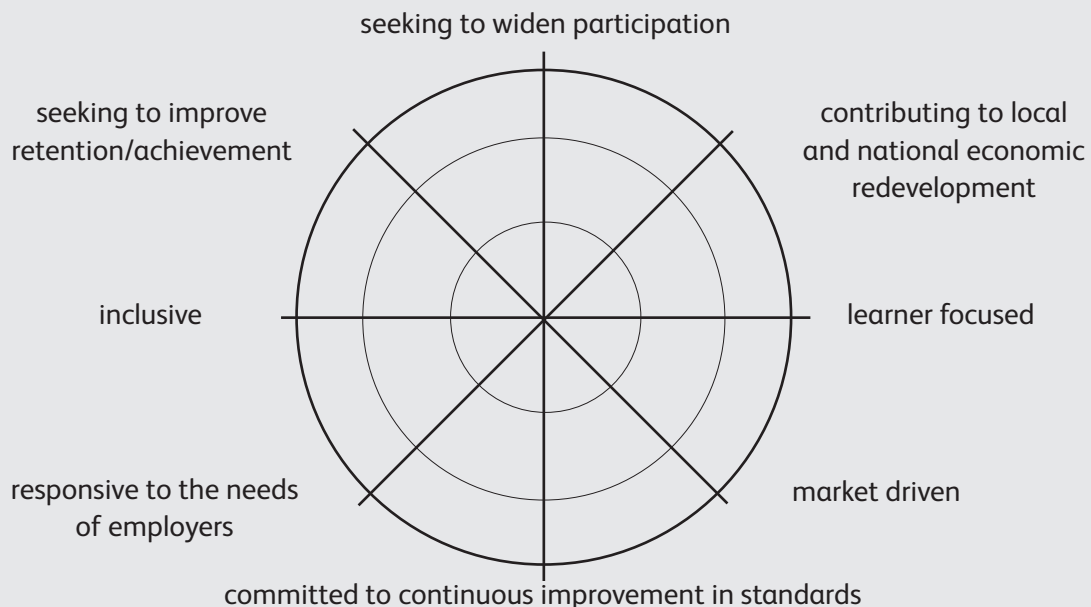 seeking to widen participation
seeking to improve
retention/achievement
contributing to local
and national economic
redevelopment
inclusive
learner focused
responsive to the needs
of employers
market driven
committed to continuous improvement in standards